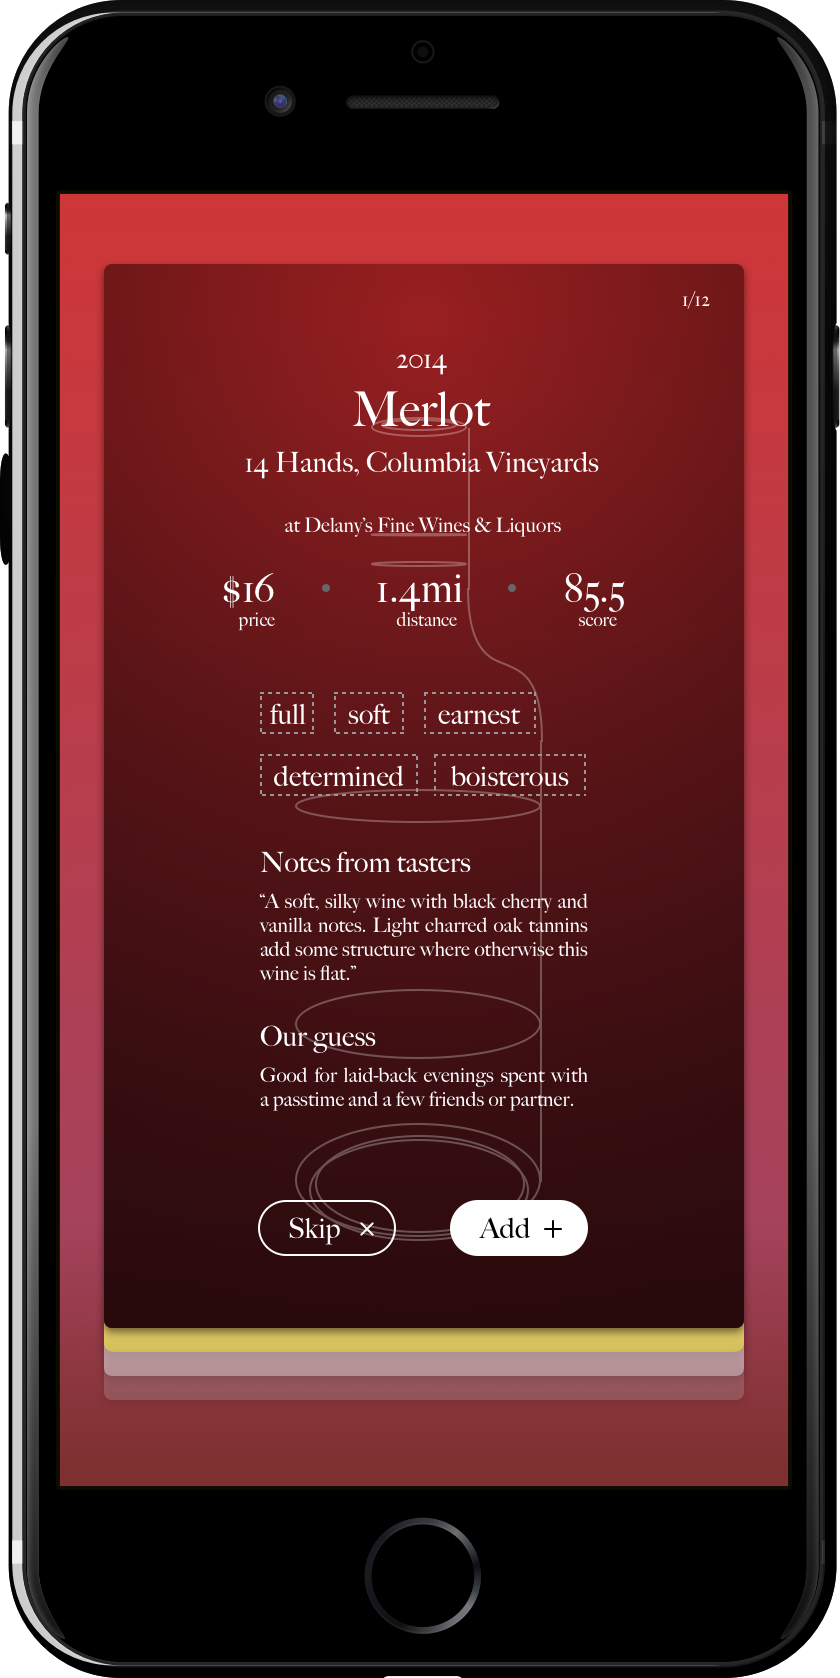 1/12
2014
Merlot
14 Hands, Columbia Vineyards
at Delany’s Fine Wines & Liquors
$16 • 1.4mi • 85.5
price distance score
full soft earnest
determined boisterous
Notes from tasters
“A soft, silky wine with black cherry and
vanilla notes. Light charred oak tannins
add some structure where otherwise this
wine is flat.”
Our guess
Good for laid-back evenings spent with
a passtime and a few friends or partner.
Skip × Add +